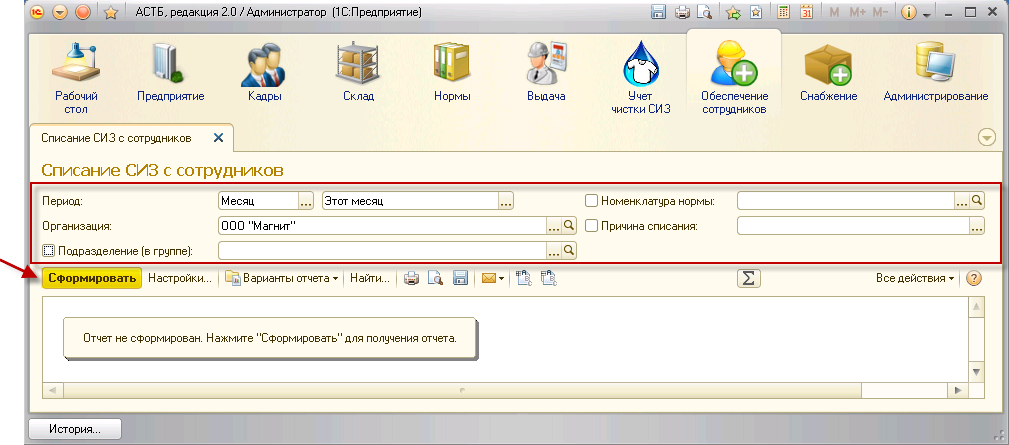 АСТБ, редакция 2.0 / Администратор (1С:Предприятие)
M M+ M-
Рабочий стол
Предприятие
Кадры
Склад
Нормы
Выдача
Учет чистки СИЗ
Обеспечение сотрудников
Снабжение
Администрирование
Списание СИЗ с сотрудников
Списание СИЗ с сотрудников
Период: Месяц ... Этот месяц ... Номенклатура нормы: ...
Организация: ООО "Магнит" ... Причина списания: ...
Подразделение (в группе): ...
Сформировать Настройки... Варианты отчета Найти... Σ Все действия ?
Отчет не сформирован. Нажмите "Сформировать" для получения отчета.
История...